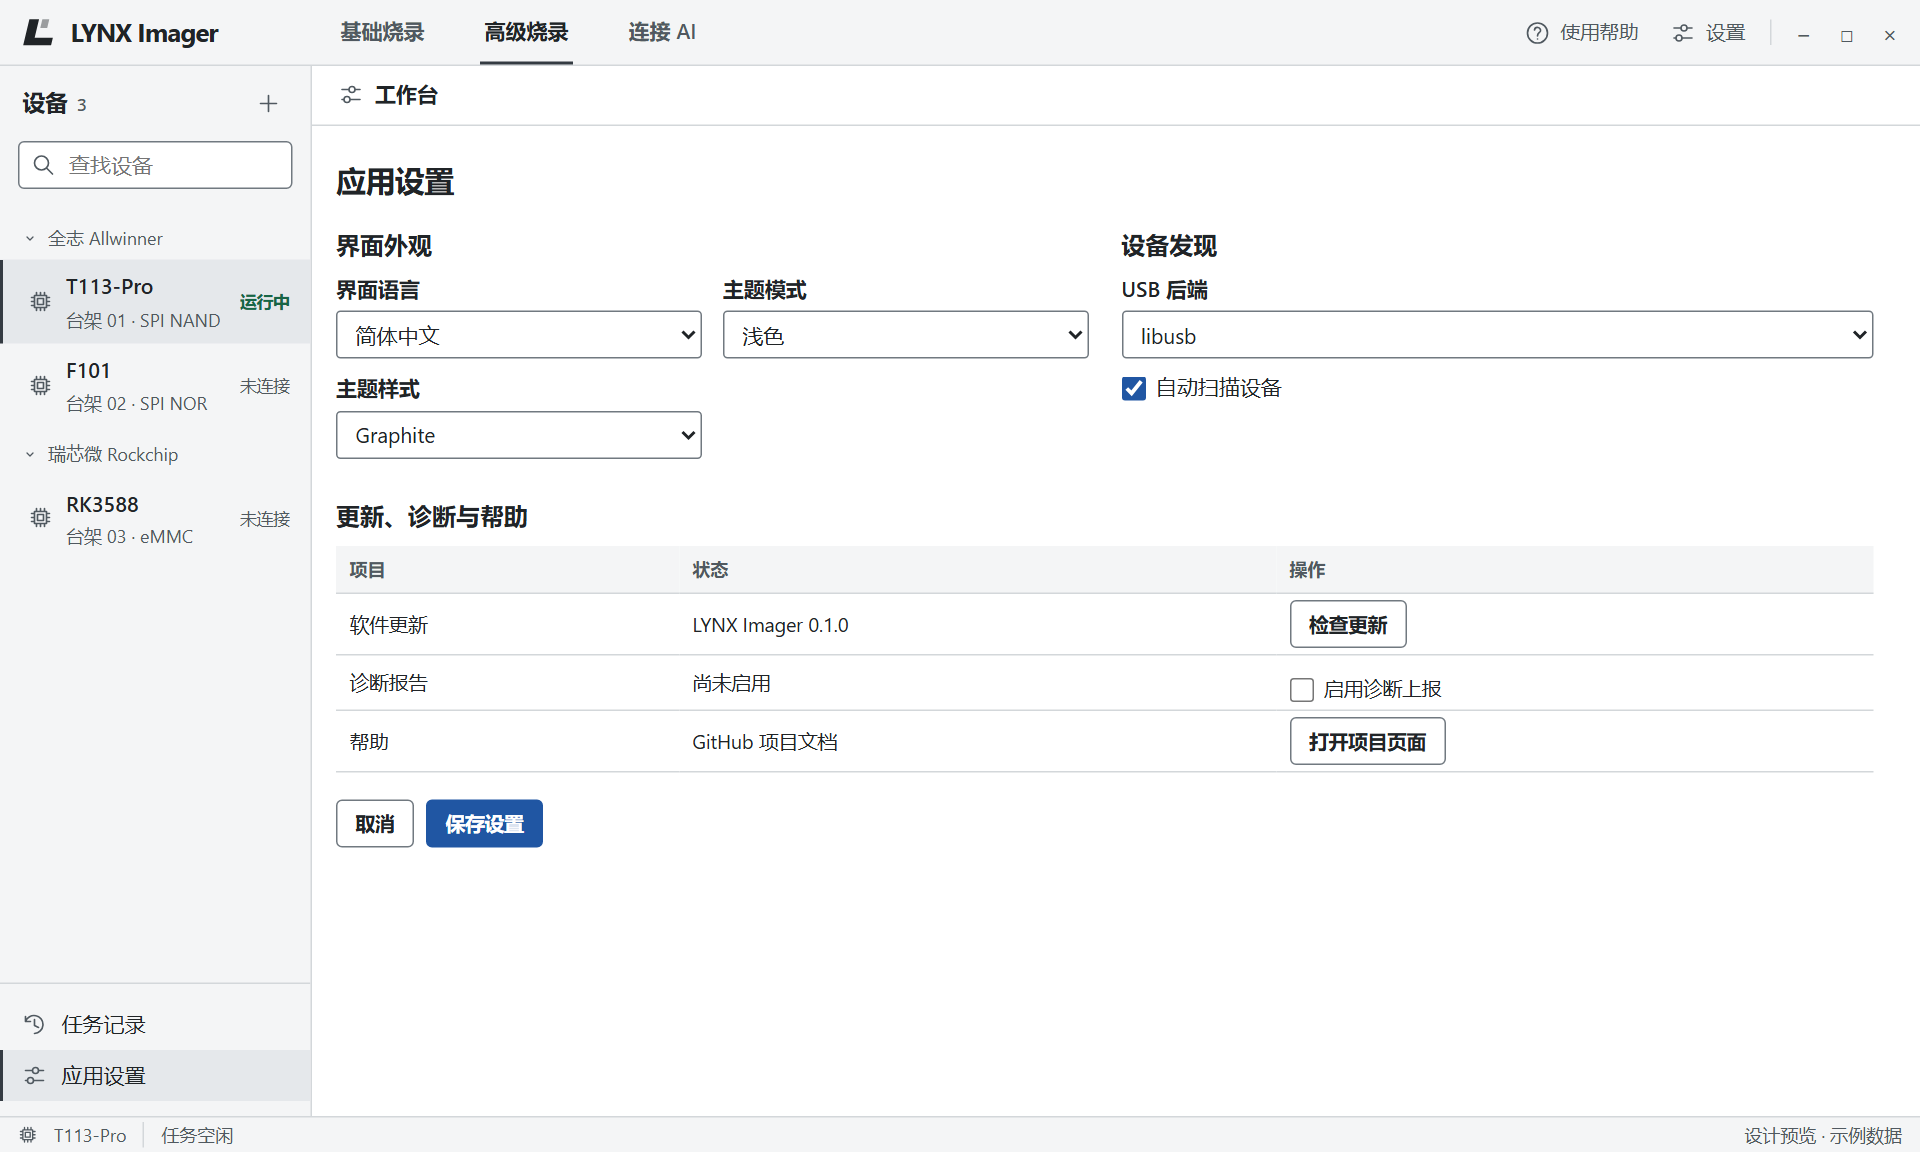 LYNX Imager
基础烧录
高级烧录
连接 AI
使用帮助
设置
设备 3
查找设备
全志 Allwinner
T113-Pro
台架 01 · SPI NAND
运行中
F101
台架 02 · SPI NOR
未连接
瑞芯微 Rockchip
RK3588
台架 03 · eMMC
未连接
任务记录
应用设置
工作台
应用设置
界面外观
界面语言
简体中文
主题模式
浅色
主题样式
Graphite
设备发现
USB 后端
libusb
自动扫描设备
更新、诊断与帮助
项目 状态 操作
软件更新 LYNX Imager 0.1.0 检查更新
诊断报告 尚未启用 启用诊断上报
帮助 GitHub 项目文档 打开项目页面
取消 保存设置
T113-Pro 任务空闲
设计预览 · 示例数据